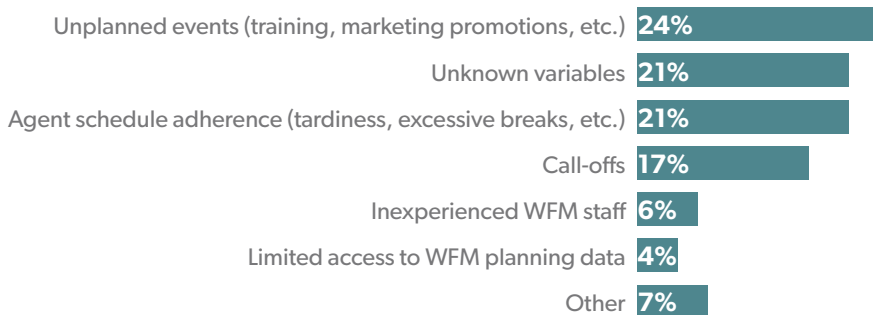 Unplanned events (training, marketing promotions, etc.) 24%
Unknown variables 21%
Agent schedule adherence (tardiness, excessive breaks, etc.) 21%
Call-offs 17%
Inexperienced WFM staff 6%
Limited access to WFM planning data 4%
Other 7%